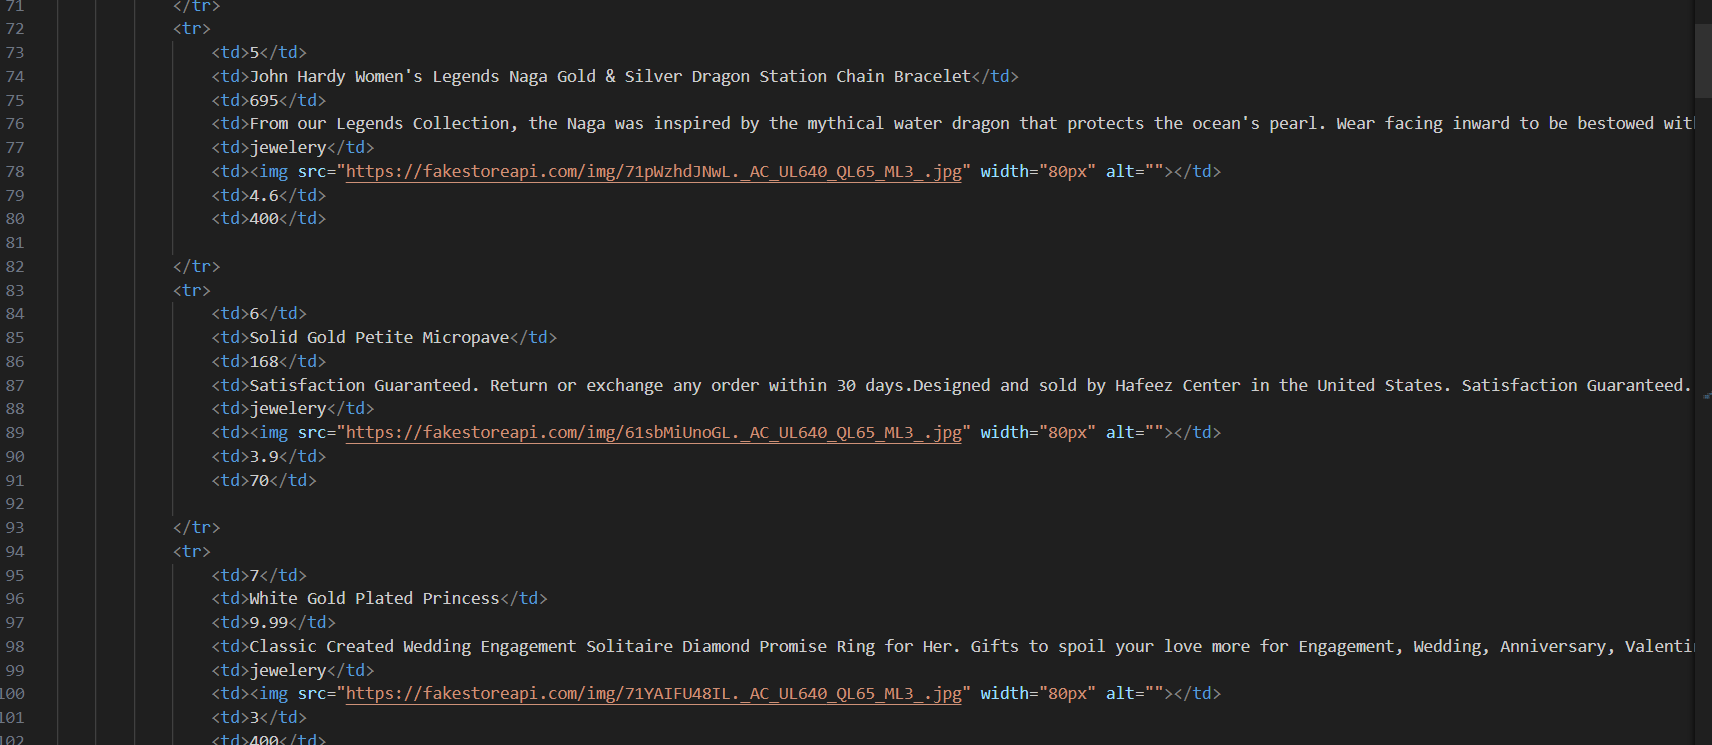 71 </tr>
72 <tr>
73 <td>5</td>
74 <td>John Hardy Women's Legends Naga Gold & Silver Dragon Station Chain Bracelet</td>
75 <td>695</td>
76 <td>From our Legends Collection, the Naga was inspired by the mythical water dragon that protects the ocean's pearl. Wear facing inward to be bestowed wit
77 <td>jewelery</td>
78 <td><img src="https://fakestoreapi.com/img/71pWzhdJNwL._AC_UL640_QL65_ML3_.jpg" width="80px" alt=""></td>
79 <td>4.6</td>
80 <td>400</td>
81
82 </tr>
83 <tr>
84 <td>6</td>
85 <td>Solid Gold Petite Micropave</td>
86 <td>168</td>
87 <td>Satisfaction Guaranteed. Return or exchange any order within 30 days.Designed and sold by Hafeez Center in the United States. Satisfaction Guaranteed.
88 <td>jewelery</td>
89 <td><img src="https://fakestoreapi.com/img/61sbMiUnoGL._AC_UL640_QL65_ML3_.jpg" width="80px" alt=""></td>
90 <td>3.9</td>
91 <td>70</td>
92
93 </tr>
94 <tr>
95 <td>7</td>
96 <td>White Gold Plated Princess</td>
97 <td>9.99</td>
98 <td>Classic Created Wedding Engagement Solitaire Diamond Promise Ring for Her. Gifts to spoil your love more for Engagement, Wedding, Anniversary, Valenti
99 <td>jewelery</td>
100 <td><img src="https://fakestoreapi.com/img/71YAIFU48IL._AC_UL640_QL65_ML3_.jpg" width="80px" alt=""></td>
101 <td>3</td>
102 <td>400</td>